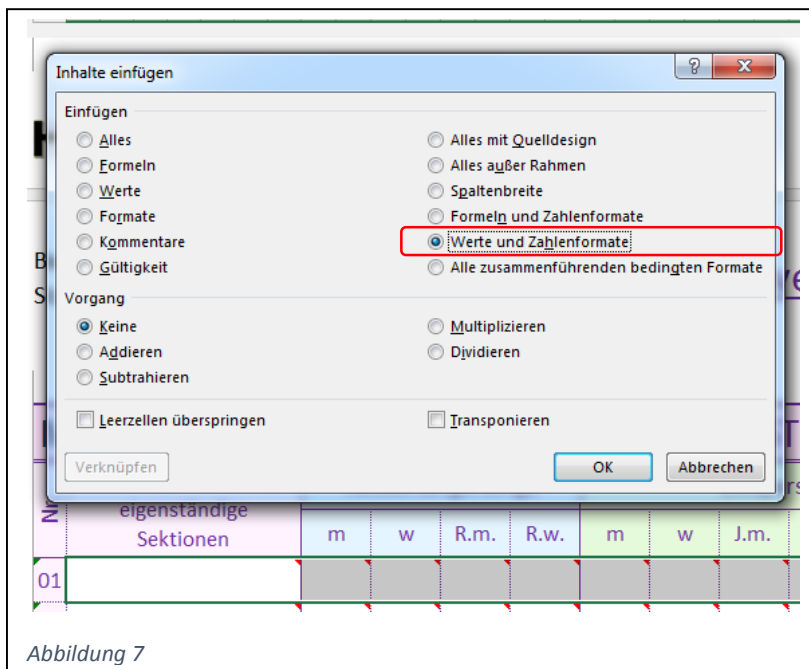 Inhalte einfügen
Einfügen
Alles
Alles mit Quelldesign
Formeln
Alles außer Rahmen
Werte
Spaltenbreite
Formate
Formeln und Zahlenformate
Kommentare
Werte und Zahlenformate
Gültigkeit
Alle zusammenführenden bedingten Formate
Vorgang
Keine
Multiplizieren
Addieren
Dividieren
Subtrahieren
Leerzellen überspringen
Transponieren
Verknüpfen
OK
Abbrechen
Nr
eigenständige
Sektionen
m w R.m. R.w. m w J.m.
01
Abbildung 7